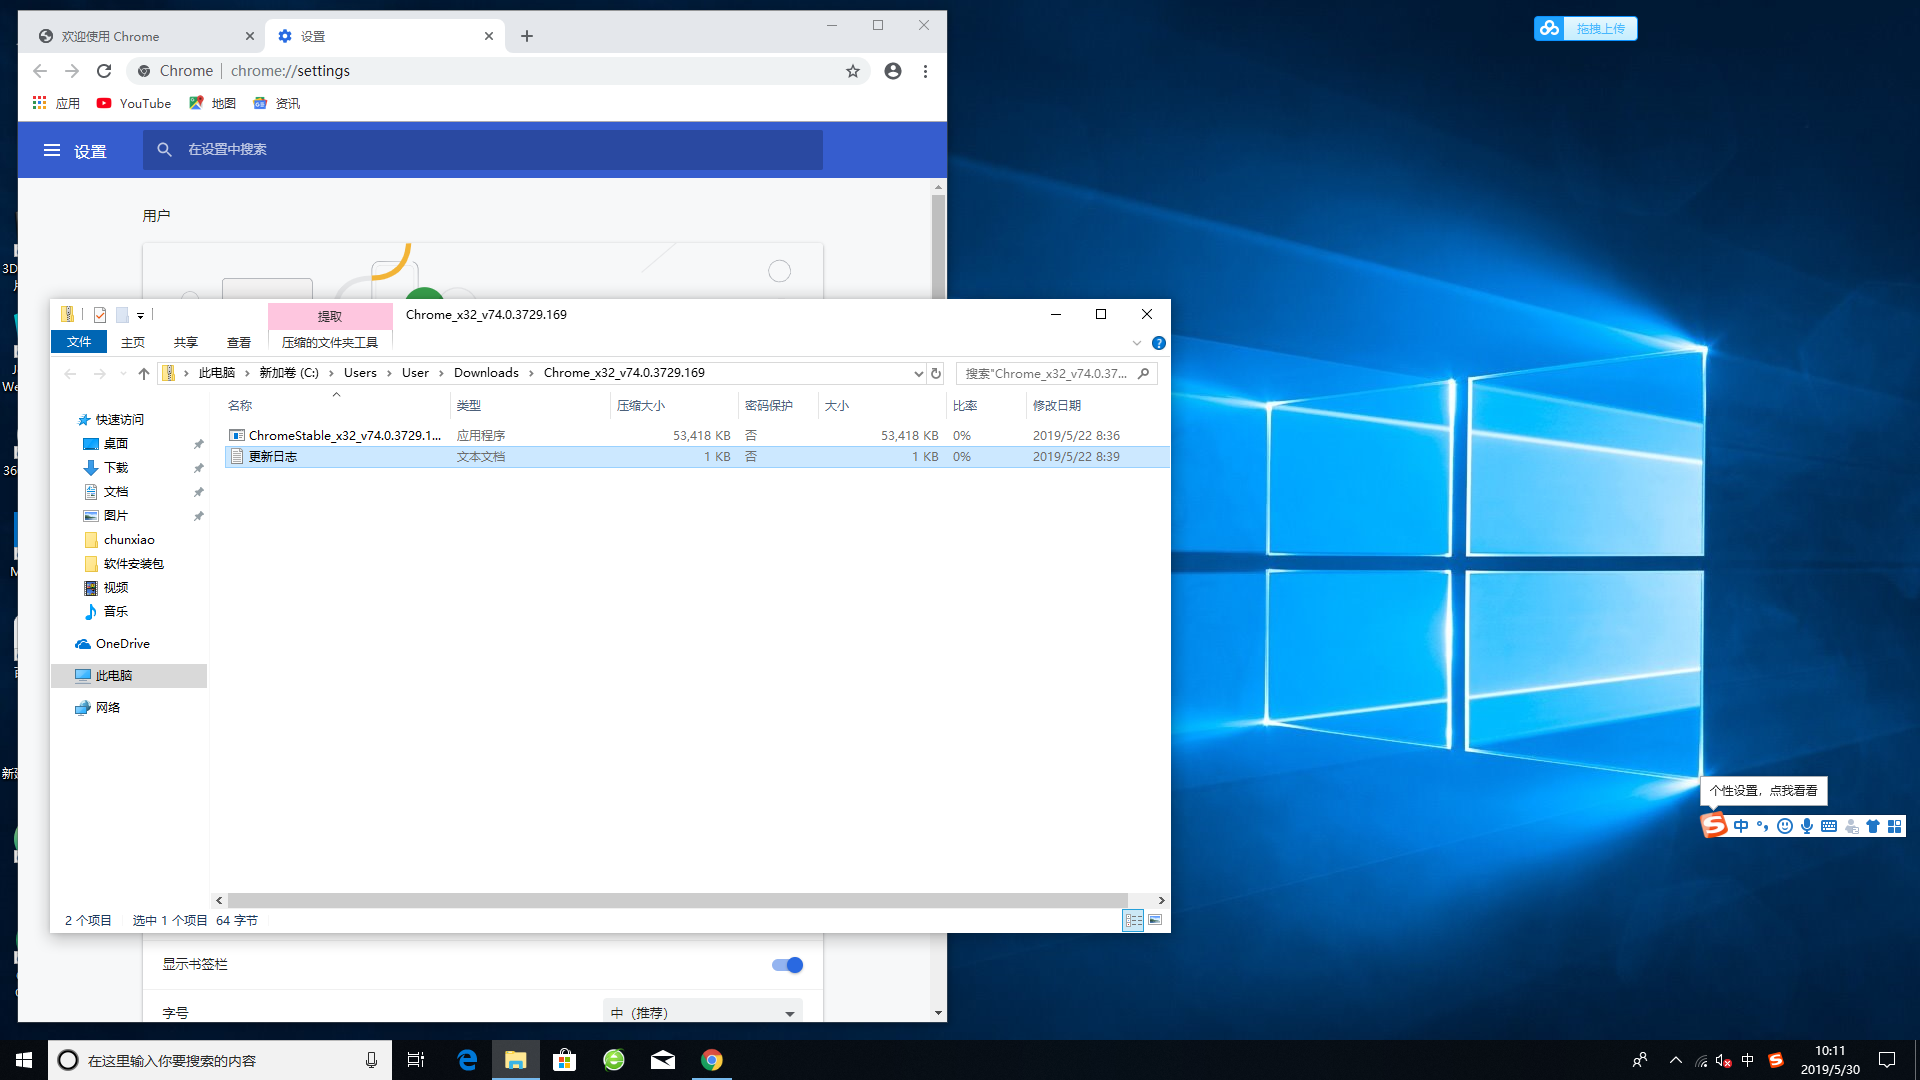 欢迎使用 Chrome
设置
Chrome
chrome://settings
应用
YouTube
地图
资讯
设置
在设置中搜索
用户
拖拽上传
提取
Chrome_x32_v74.0.3729.169
文件
主页
共享
查看
压缩的文件夹工具
此电脑
新加卷 (C:)
Users
User
Downloads
Chrome_x32_v74.0.3729.169
搜索"Chrome_x32_v74.0.37...
名称
类型
压缩大小
密码保护
大小
比率
修改日期
ChromeStable_x32_v74.0.3729.1... 应用程序 53,418 KB 否 53,418 KB 0% 2019/5/22 8:36
更新日志 文本文档 1 KB 否 1 KB 0% 2019/5/22 8:39
快速访问
桌面
下载
文档
图片
chunxiao
软件安装包
视频
音乐
OneDrive
此电脑
网络
2 个项目
选中 1 个项目 64 字节
显示书签栏
字号
中（推荐）
3D
We
36
M
新
个性设置，点我看看
中
在这里输入你要搜索的内容
中
10:11
2019/5/30